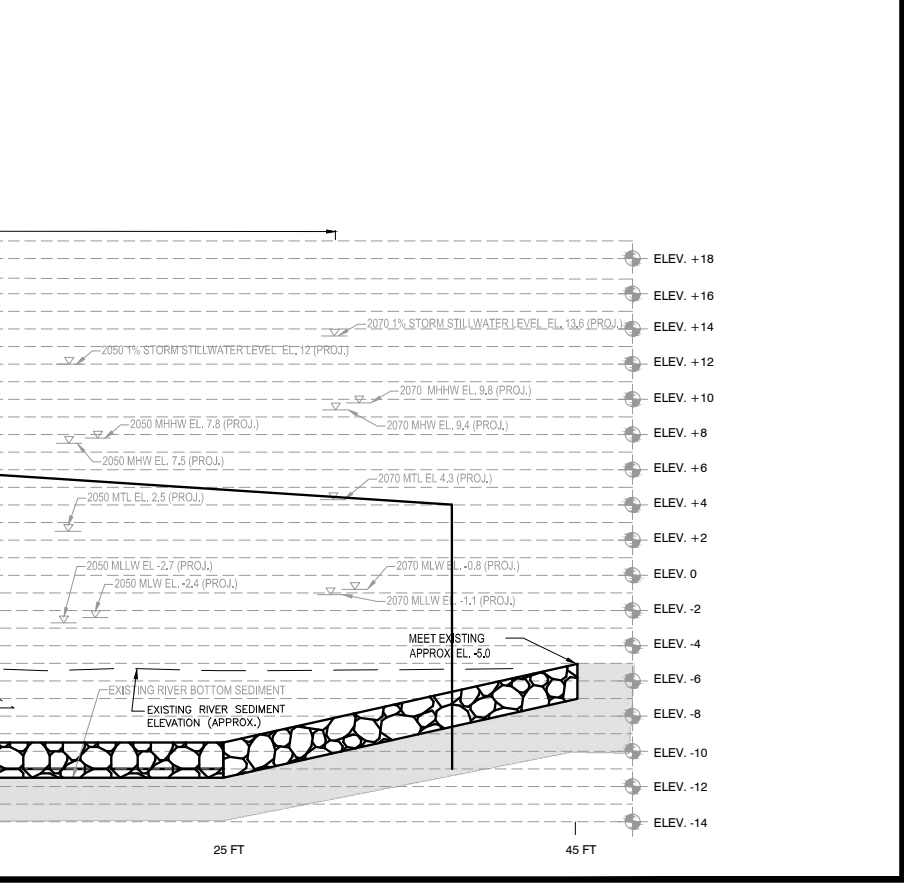 ELEV. +18
ELEV. +16
2070 1% STORM STILLWATER LEVEL EL. 13.6 (PROJ.)
ELEV. +14
2050 1% STORM STILLWATER LEVEL EL. 12 (PROJ.)
ELEV. +12
2070 MHHW EL. 9.8 (PROJ.)
ELEV. +10
2050 MHHW EL. 7.8 (PROJ.)
2070 MHW EL. 9.4 (PROJ.)
ELEV. +8
2050 MHW EL. 7.5 (PROJ.)
ELEV. +6
2070 MTL EL 4.3 (PROJ.)
2050 MTL EL. 2.5 (PROJ.)
ELEV. +4
ELEV. +2
2050 MLLW EL -2.7 (PROJ.)
2070 MLW EL. -0.8 (PROJ.)
ELEV. 0
2050 MLW EL. -2.4 (PROJ.)
2070 MLLW EL -1.1 (PROJ.)
ELEV. -2
MEET EXISTING
APPROX. EL. -5.0
ELEV. -4
ELEV. -6
EXISTING RIVER BOTTOM SEDIMENT
EXISTING RIVER SEDIMENT
ELEVATION (APPROX.)
ELEV. -8
ELEV. -10
ELEV. -12
ELEV. -14
25 FT
45 FT